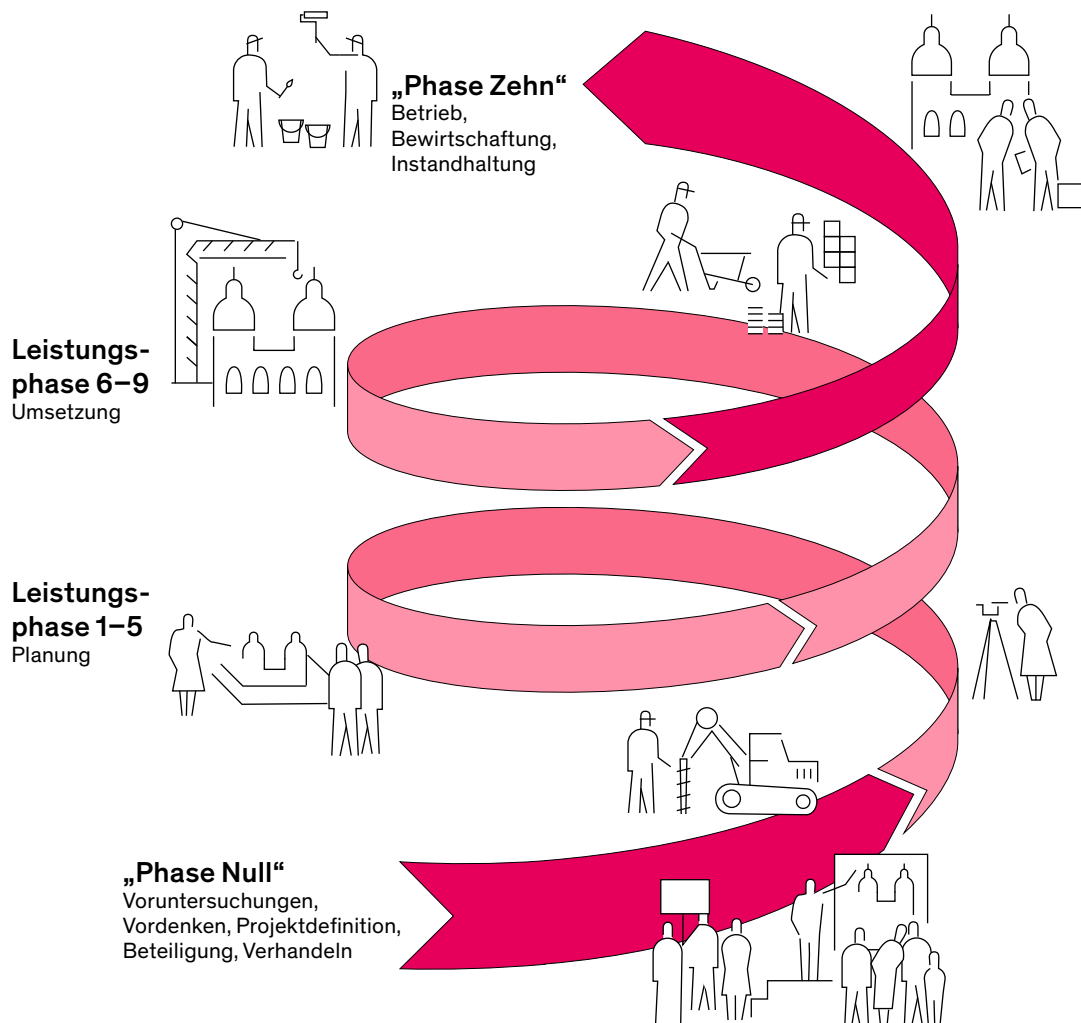 „Phase Zehn“
Betrieb,
Bewirtschaftung,
Instandhaltung
Leistungs-
phase 6–9
Umsetzung
Leistungs-
phase 1–5
Planung
„Phase Null“
Voruntersuchungen,
Vordenken, Projektdefinition,
Beteiligung, Verhandeln